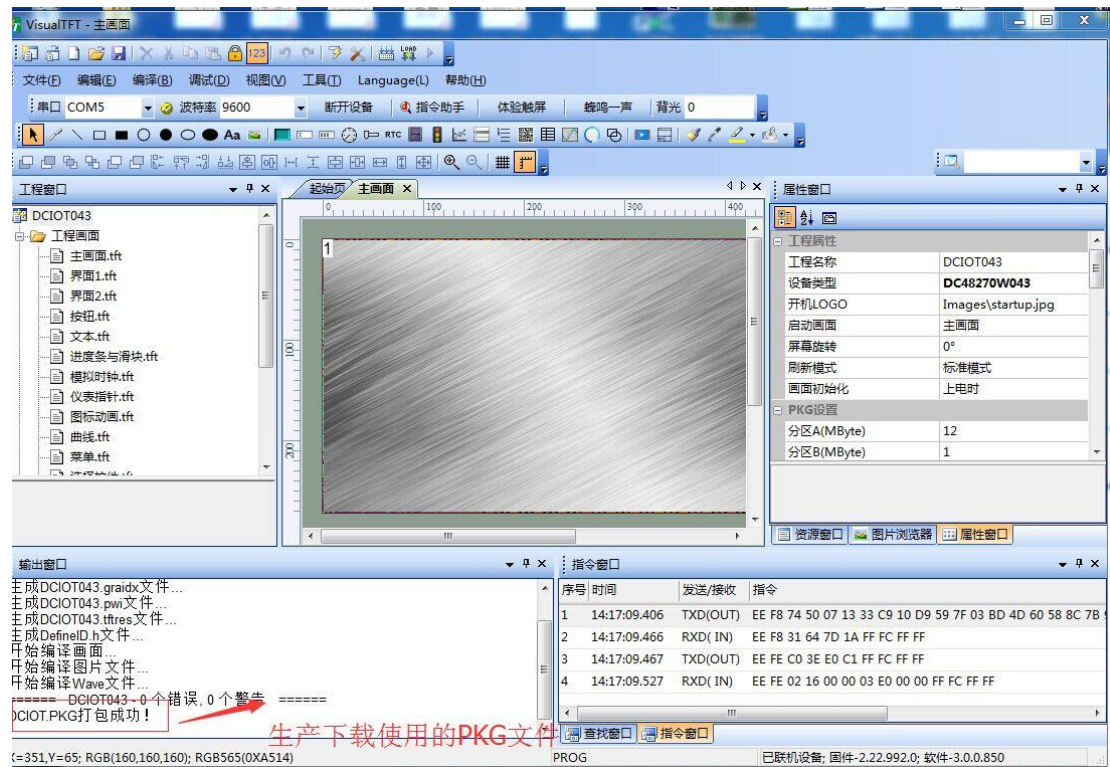 VisualTFT - 主画面
文件(F) 编辑(E) 编译(B) 调试(D) 视图(V) 工具(T) Language(L) 帮助(H)
串口 COM5 波特率 9600 断开设备 指令助手 体验触屏 蜂鸣一声 背光 0
Aa RTC
工程窗口
DCIOT043
工程画面
主画面.tft
界面1.tft
界面2.tft
按钮.tft
文本.tft
进度条与滑块.tft
模拟时钟.tft
仪表指针.tft
图标动画.tft
曲线.tft
菜单.tft
起始页 主画面
0 100 200 300 400
0
100
200
1
属性窗口
工程属性
工程名称 DCIOT043
设备类型 DC48270W043
开机LOGO Images\startup.jpg
启动画面 主画面
屏幕旋转 0°
刷新模式 标准模式
画面初始化 上电时
PKG设置
分区A(MByte) 12
分区B(MByte) 1
资源窗口 图片浏览器 属性窗口
输出窗口
生成DCIOT043.graidx文件...
生成DCIOT043.pwi文件...
生成DCIOT043.tftres文件...
生成DefineID.h文件...
开始编译画面...
开始编译图片文件...
开始编译Wave文件...
====== DCIOT043 - 0 个错误, 0 个警告 ======
DCIOT.PKG打包成功！
生产下载使用的PKG文件
指令窗口
序号 时间 发送/接收 指令
1 14:17:09.406 TXD(OUT) EE F8 74 50 07 13 33 C9 10 D9 59 7F 03 BD 4D 60 58 8C 7B
2 14:17:09.466 RXD( IN) EE F8 31 64 7D 1A FF FC FF FF
3 14:17:09.467 TXD(OUT) EE FE C0 3E E0 C1 FF FC FF FF
4 14:17:09.527 RXD( IN) EE FE 02 16 00 00 03 E0 00 00 FF FC FF FF
查找窗口 指令窗口
X=351,Y=65; RGB(160,160,160); RGB565(0XA514) PROG 已联机设备; 固件-2.22.992.0; 软件-3.0.0.850